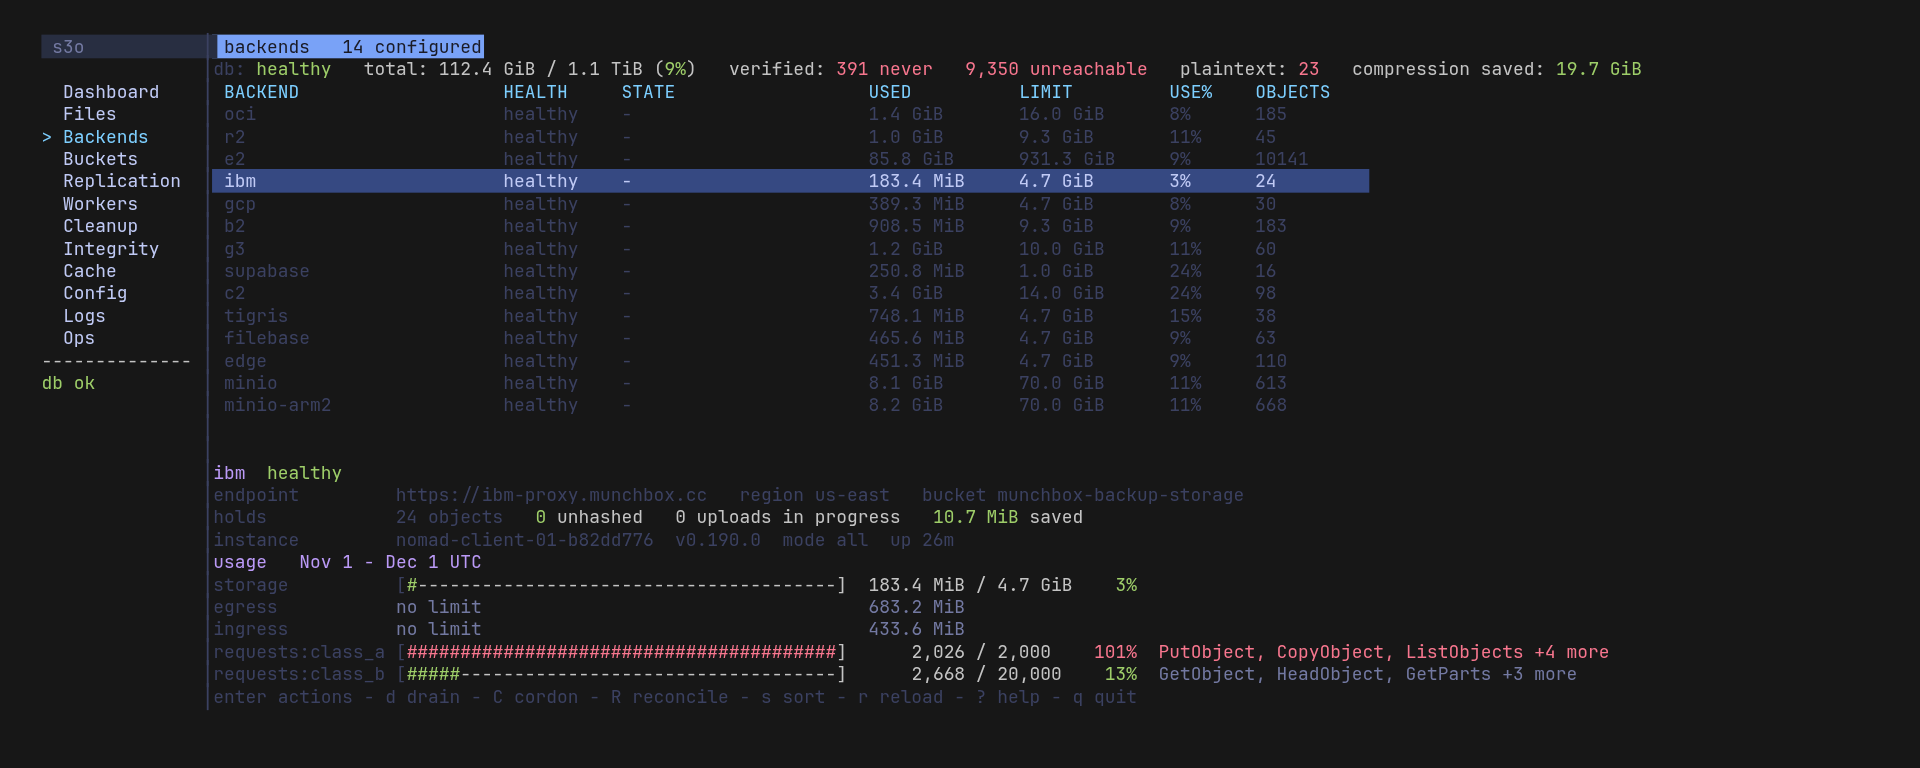 s3o
backends   14 configured
db: healthy   total: 112.4 GiB / 1.1 TiB (9%)   verified: 391 never   9,350 unreachable   plaintext: 23   compression saved: 19.7 GiB
Dashboard
Files
> Backends
Buckets
Replication
Workers
Cleanup
Integrity
Cache
Config
Logs
Ops
--------------
db ok
BACKEND   HEALTH   STATE   USED   LIMIT   USE%   OBJECTS
oci   healthy   -   1.4 GiB   16.0 GiB   8%   185
r2   healthy   -   1.0 GiB   9.3 GiB   11%   45
e2   healthy   -   85.8 GiB   931.3 GiB   9%   10141
ibm   healthy   -   183.4 MiB   4.7 GiB   3%   24
gcp   healthy   -   389.3 MiB   4.7 GiB   8%   30
b2   healthy   -   908.5 MiB   9.3 GiB   9%   183
g3   healthy   -   1.2 GiB   10.0 GiB   11%   60
supabase   healthy   -   250.8 MiB   1.0 GiB   24%   16
c2   healthy   -   3.4 GiB   14.0 GiB   24%   98
tigris   healthy   -   748.1 MiB   4.7 GiB   15%   38
filebase   healthy   -   465.6 MiB   4.7 GiB   9%   63
edge   healthy   -   451.3 MiB   4.7 GiB   9%   110
minio   healthy   -   8.1 GiB   70.0 GiB   11%   613
minio-arm2   healthy   -   8.2 GiB   70.0 GiB   11%   668
ibm  healthy
endpoint   https://ibm-proxy.munchbox.cc   region us-east   bucket munchbox-backup-storage
holds   24 objects   0 unhashed   0 uploads in progress   10.7 MiB saved
instance   nomad-client-01-b82dd776  v0.190.0  mode all  up 26m
usage   Nov 1 - Dec 1 UTC
storage   [#---------------------------------------]  183.4 MiB / 4.7 GiB   3%
egress   no limit   683.2 MiB
ingress   no limit   433.6 MiB
requests:class_a [########################################]   2,026 / 2,000   101%  PutObject, CopyObject, ListObjects +4 more
requests:class_b [#####-----------------------------------]   2,668 / 20,000   13%  GetObject, HeadObject, GetParts +3 more
enter actions - d drain - C cordon - R reconcile - s sort - r reload - ? help - q quit